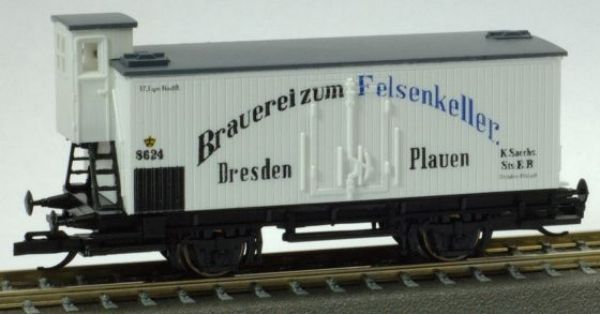 Brauerei zum Felsenkeller.
Dresden Plauen
8624
K. Saechs.
Sts. E. B.